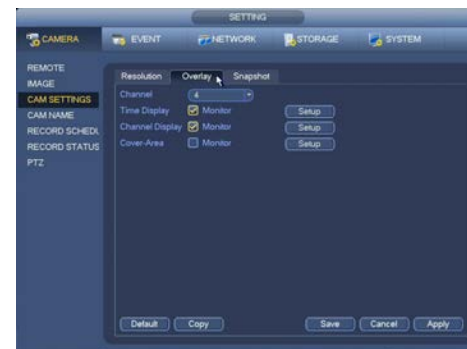 SETTING
CAMERA EVENT NETWORK STORAGE SYSTEM
REMOTE
IMAGE
CAM SETTINGS
CAM NAME
RECORD SCHEDL
RECORD STATUS
PTZ
Resolution Overlay Snapshot
Channel 4
Time Display Monitor Setup
Channel Display Monitor Setup
Cover-Area Monitor Setup
Default Copy Save Cancel Apply